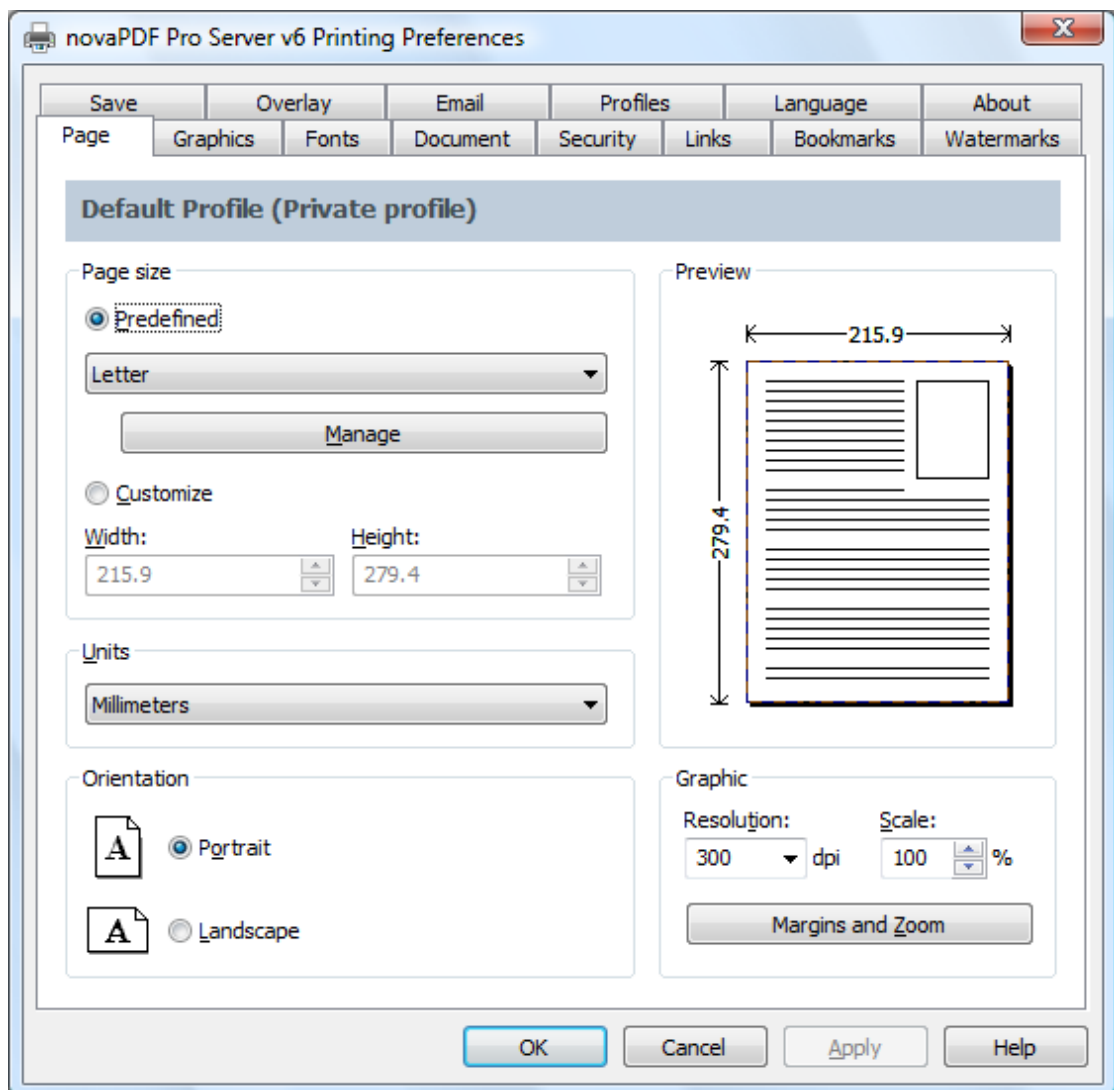 novaPDF Pro Server v6 Printing Preferences
Save Overlay Email Profiles Language About
Page Graphics Fonts Document Security Links Bookmarks Watermarks
Default Profile (Private profile)
Page size
Predefined
Letter
Manage
Customize
Width: Height:
215.9 279.4
Units
Millimeters
Orientation
A Portrait
A Landscape
Preview
215.9
279.4
Graphic
Resolution: Scale:
300 dpi 100 %
Margins and Zoom
OK Cancel Apply Help